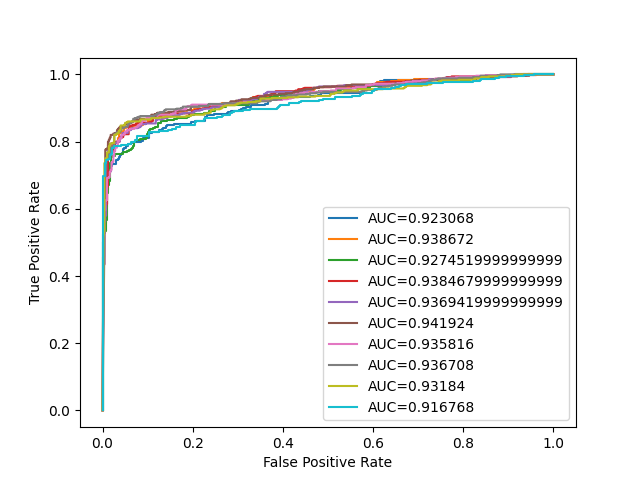 1.0
0.8
0.6
0.4
0.2
0.0
True Positive Rate
AUC=0.923068
AUC=0.938672
AUC=0.9274519999999999
AUC=0.9384679999999999
AUC=0.9369419999999999
AUC=0.941924
AUC=0.935816
AUC=0.936708
AUC=0.93184
AUC=0.916768
0.0 0.2 0.4 0.6 0.8 1.0
False Positive Rate